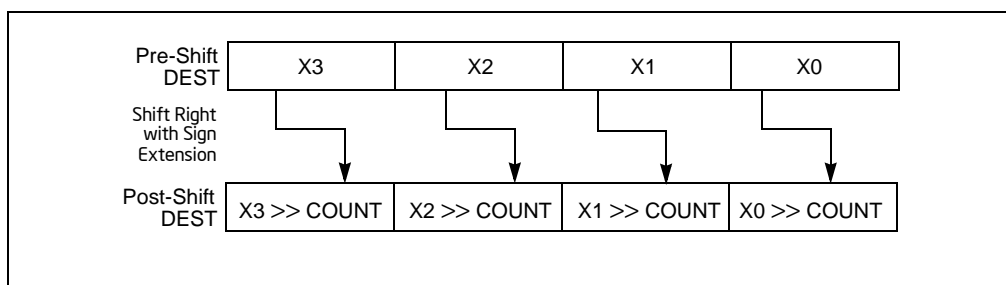 Pre-Shift
DEST
X3 X2 X1 X0
Shift Right
with Sign
Extension
Post-Shift
DEST
X3 >> COUNT X2 >> COUNT X1 >> COUNT X0 >> COUNT